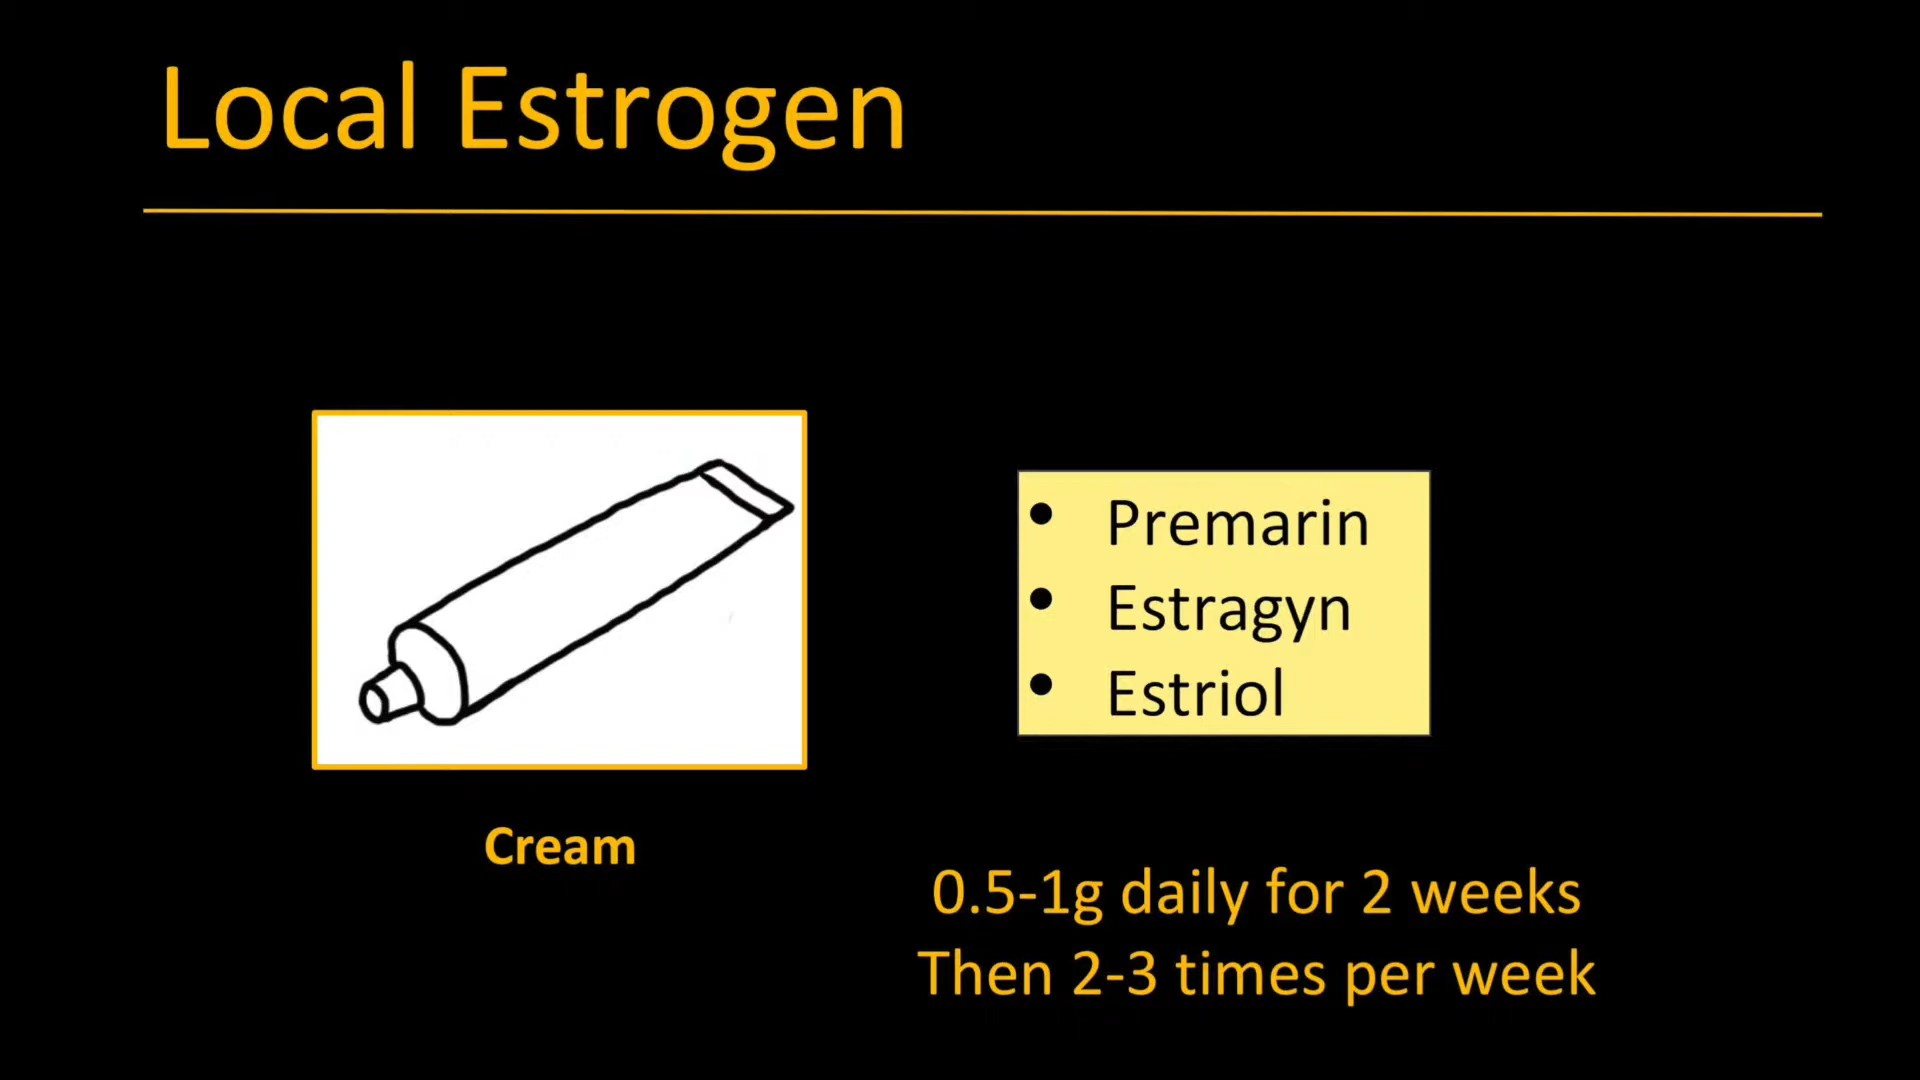 Local Estrogen
Cream
• Premarin
• Estragyn
• Estriol
0.5-1g daily for 2 weeks
Then 2-3 times per week